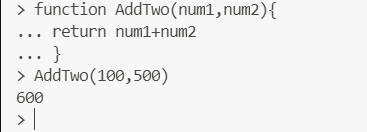 > function AddTwo(num1,num2){
... return num1+num2
... }
> AddTwo(100,500)
600
>